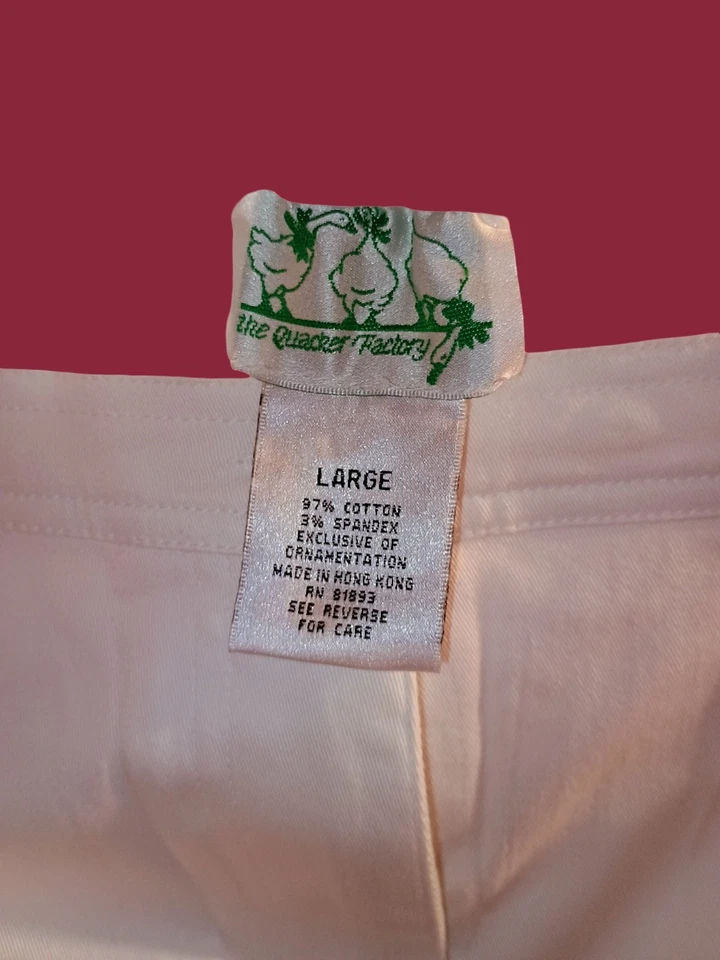 the Quacker Factory
LARGE
97% COTTON
3% SPANDEX
EXCLUSIVE OF
ORNAMENTATION
MADE IN HONG KONG
RN 81893
SEE REVERSE
FOR CARE